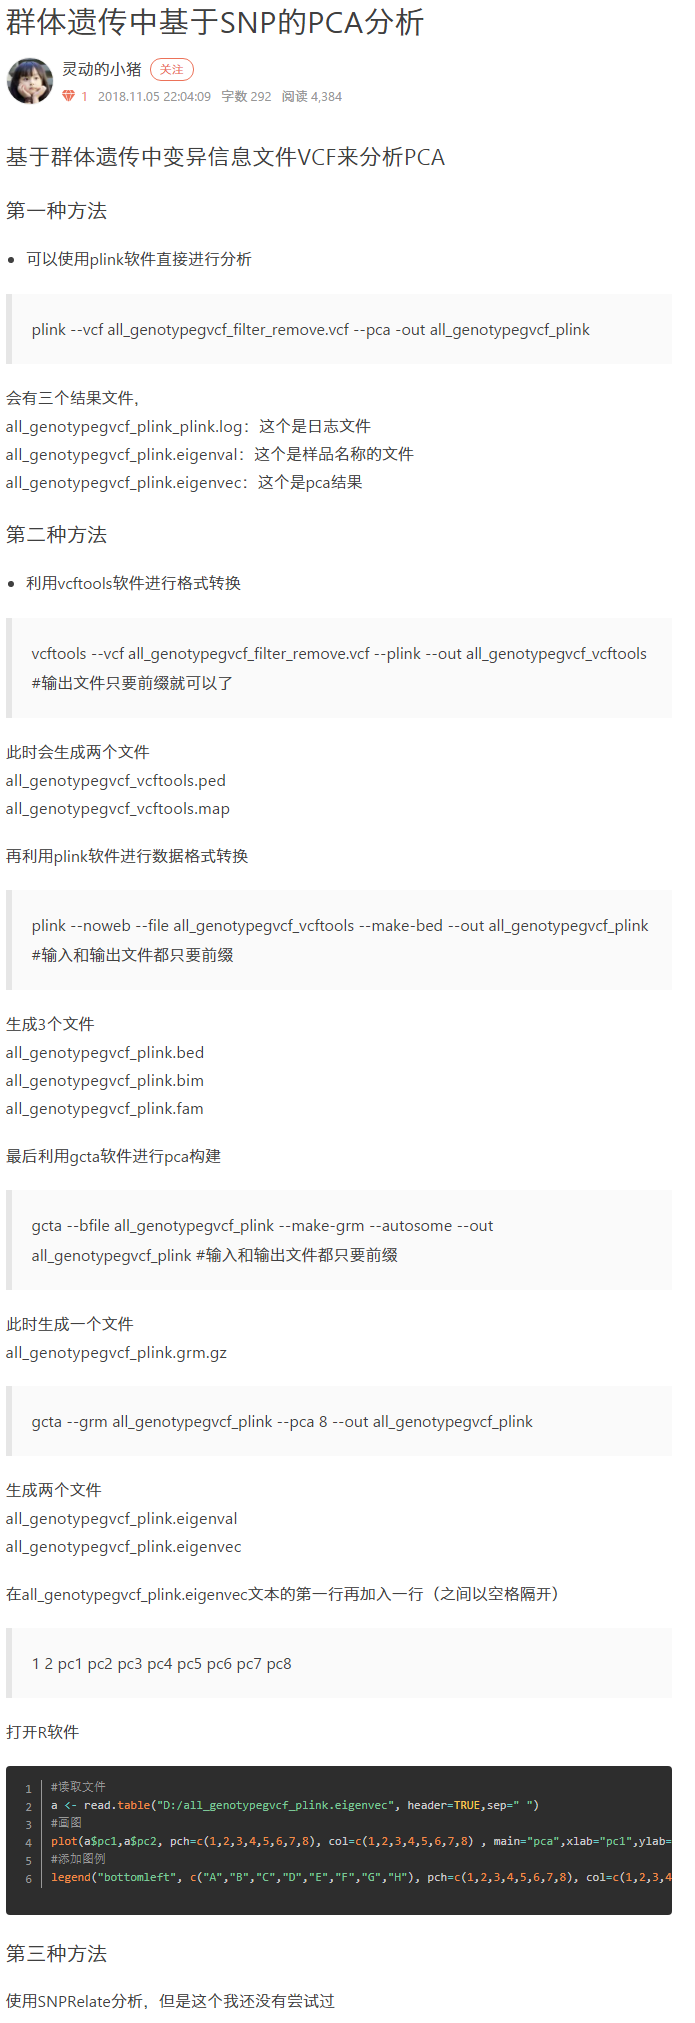 群体遗传中基于SNP的PCA分析
灵动的小猪 关注
1 2018.11.05 22:04:09 字数 292 阅读 4,384
基于群体遗传中变异信息文件VCF来分析PCA
第一种方法
可以使用plink软件直接进行分析
plink --vcf all_genotypegvcf_filter_remove.vcf --pca -out all_genotypegvcf_plink
会有三个结果文件，
all_genotypegvcf_plink_plink.log：这个是日志文件
all_genotypegvcf_plink.eigenval：这个是样品名称的文件
all_genotypegvcf_plink.eigenvec：这个是pca结果
第二种方法
利用vcftools软件进行格式转换
vcftools --vcf all_genotypegvcf_filter_remove.vcf --plink --out all_genotypegvcf_vcftools
#输出文件只要前缀就可以了
此时会生成两个文件
all_genotypegvcf_vcftools.ped
all_genotypegvcf_vcftools.map
再利用plink软件进行数据格式转换
plink --noweb --file all_genotypegvcf_vcftools --make-bed --out all_genotypegvcf_plink
#输入和输出文件都只要前缀
生成3个文件
all_genotypegvcf_plink.bed
all_genotypegvcf_plink.bim
all_genotypegvcf_plink.fam
最后利用gcta软件进行pca构建
gcta --bfile all_genotypegvcf_plink --make-grm --autosome --out
all_genotypegvcf_plink #输入和输出文件都只要前缀
此时生成一个文件
all_genotypegvcf_plink.grm.gz
gcta --grm all_genotypegvcf_plink --pca 8 --out all_genotypegvcf_plink
生成两个文件
all_genotypegvcf_plink.eigenval
all_genotypegvcf_plink.eigenvec
在all_genotypegvcf_plink.eigenvec文本的第一行再加入一行（之间以空格隔开）
1 2 pc1 pc2 pc3 pc4 pc5 pc6 pc7 pc8
打开R软件
1 #读取文件
2 a <- read.table("D:/all_genotypegvcf_plink.eigenvec", header=TRUE,sep=" ")
3 #画图
4 plot(a$pc1,a$pc2, pch=c(1,2,3,4,5,6,7,8), col=c(1,2,3,4,5,6,7,8) , main="pca",xlab="pc1",ylab=
5 #添加图例
6 legend("bottomleft", c("A","B","C","D","E","F","G","H"), pch=c(1,2,3,4,5,6,7,8), col=c(1,2,3,4
第三种方法
使用SNPRelate分析，但是这个我还没有尝试过